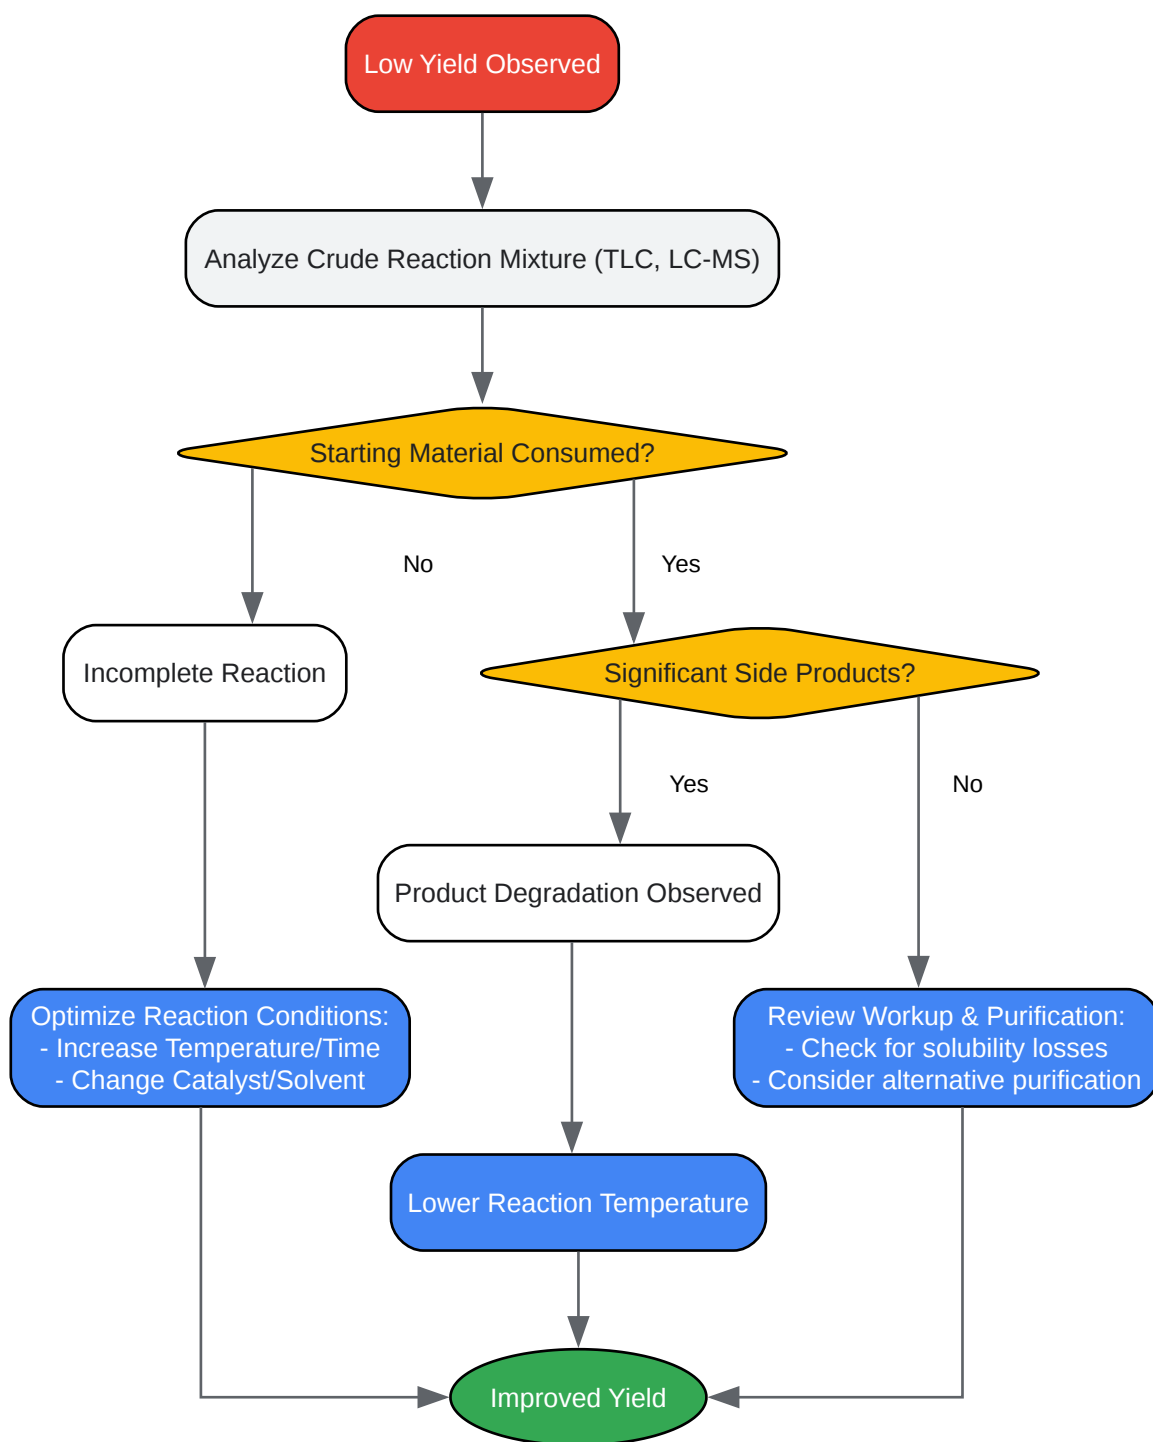 Low Yield Observed
Analyze Crude Reaction Mixture (TLC, LC-MS)
Starting Material Consumed?
No
Yes
Incomplete Reaction
Significant Side Products?
Yes
No
Product Degradation Observed
Optimize Reaction Conditions:
- Increase Temperature/Time
- Change Catalyst/Solvent
Review Workup & Purification:
- Check for solubility losses
- Consider alternative purification
Lower Reaction Temperature
Improved Yield